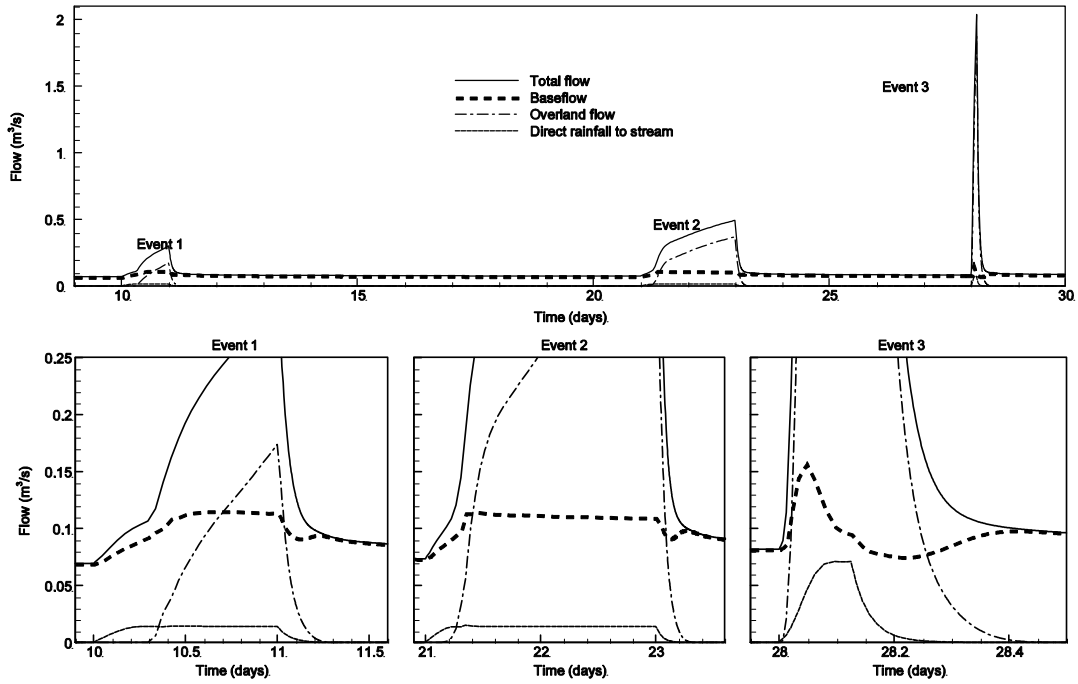 2
1.5
1.
0.5
0.
Flow (m³/s)
Total flow
Baseflow
Overland flow
Direct rainfall to stream
Event 1
Event 2
Event 3
10. 15. 20. 25. 30.
Time (days).
Event 1
0.25
0.2
0.15
0.1
0.05
0.
Flow (m³/s)
10. 10.5 11. 11.5
Time (days).
Event 2
21. 22 23
Time (days).
Event 3
28. 28.2 28.4
Time (days).